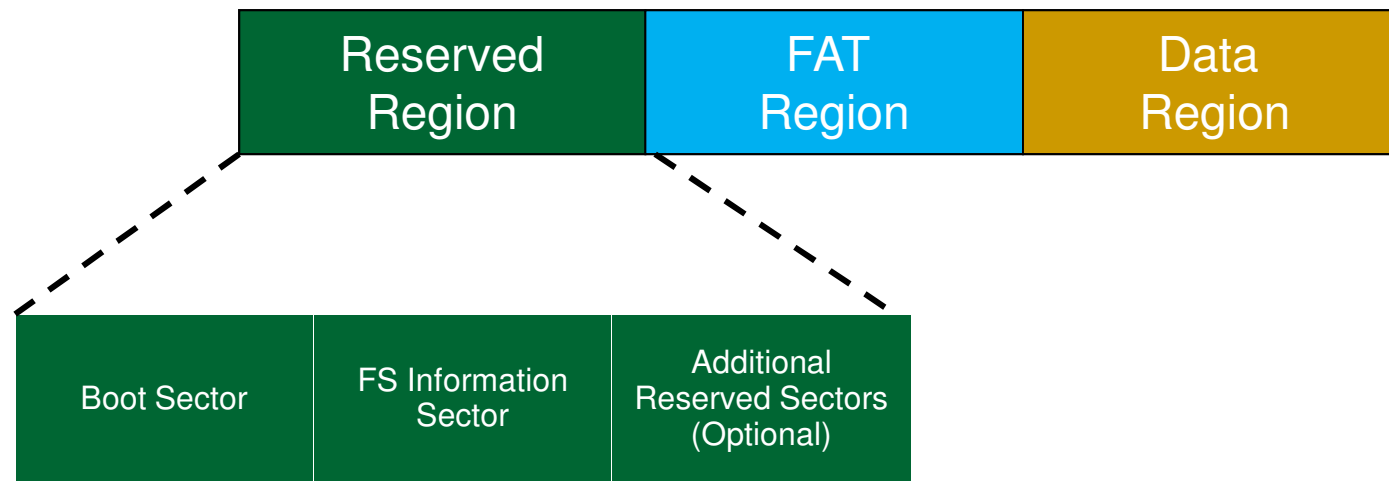 Reserved
Region
FAT
Region
Data
Region
Boot Sector
FS Information
Sector
Additional
Reserved Sectors
(Optional)